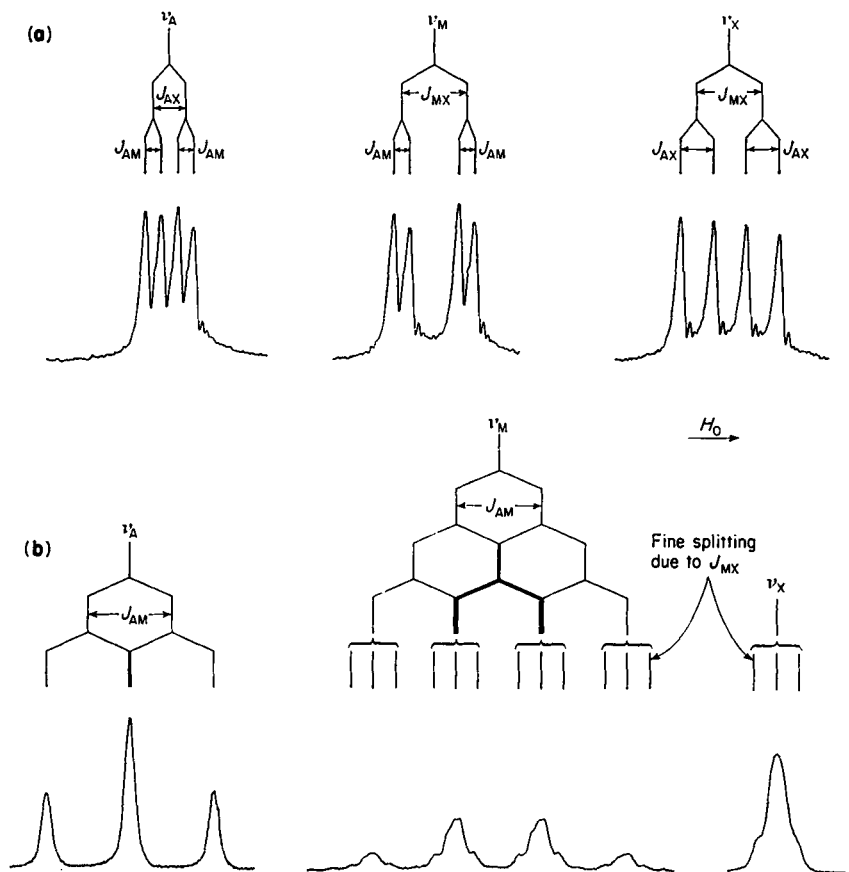 (a)
νA
νM
νX
JAX
JMX
JMX
JAM
JAM
JAM
JAM
JAX
JAX
νM
H0
JAM
(b)
νA
Fine splitting
due to JMX
νX
JAM